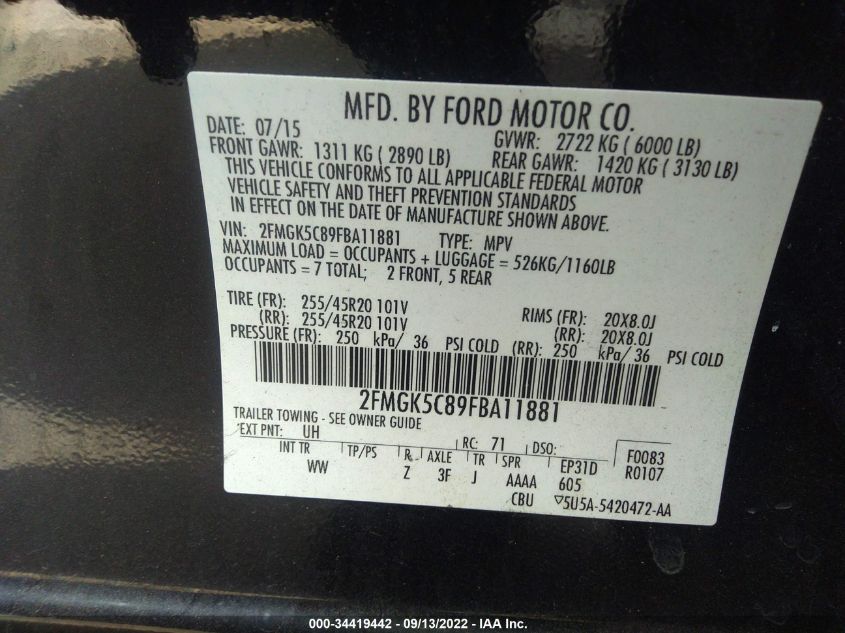 MFD. BY FORD MOTOR CO.
DATE: 07/15 GVWR: 2722 KG ( 6000 LB)
FRONT GAWR: 1311 KG ( 2890 LB) REAR GAWR: 1420 KG ( 3130 LB)
THIS VEHICLE CONFORMS TO ALL APPLICABLE FEDERAL MOTOR
VEHICLE SAFETY AND THEFT PREVENTION STANDARDS
IN EFFECT ON THE DATE OF MANUFACTURE SHOWN ABOVE.
VIN: 2FMGK5C89FBA11881 TYPE: MPV
MAXIMUM LOAD = OCCUPANTS + LUGGAGE = 526KG/1160LB
OCCUPANTS = 7 TOTAL; 2 FRONT, 5 REAR
TIRE (FR): 255/45R20 101V RIMS (FR): 20X8.0J
(RR): 255/45R20 101V (RR): 20X8.0J
PRESSURE (FR): 250 kPa/ 36 PSI COLD (RR): 250 kPa/ 36 PSI COLD
2FMGK5C89FBA11881
TRAILER TOWING - SEE OWNER GUIDE
EXT PNT: UH RC: 71 DSO: F0083
INT TR TP/PS R AXLE TR SPR EP31D R0107
WW Z 3F J AAAA 605
CBU ▽5U5A-5420472-AA
000-34419442 - 09/13/2022 - IAA Inc.